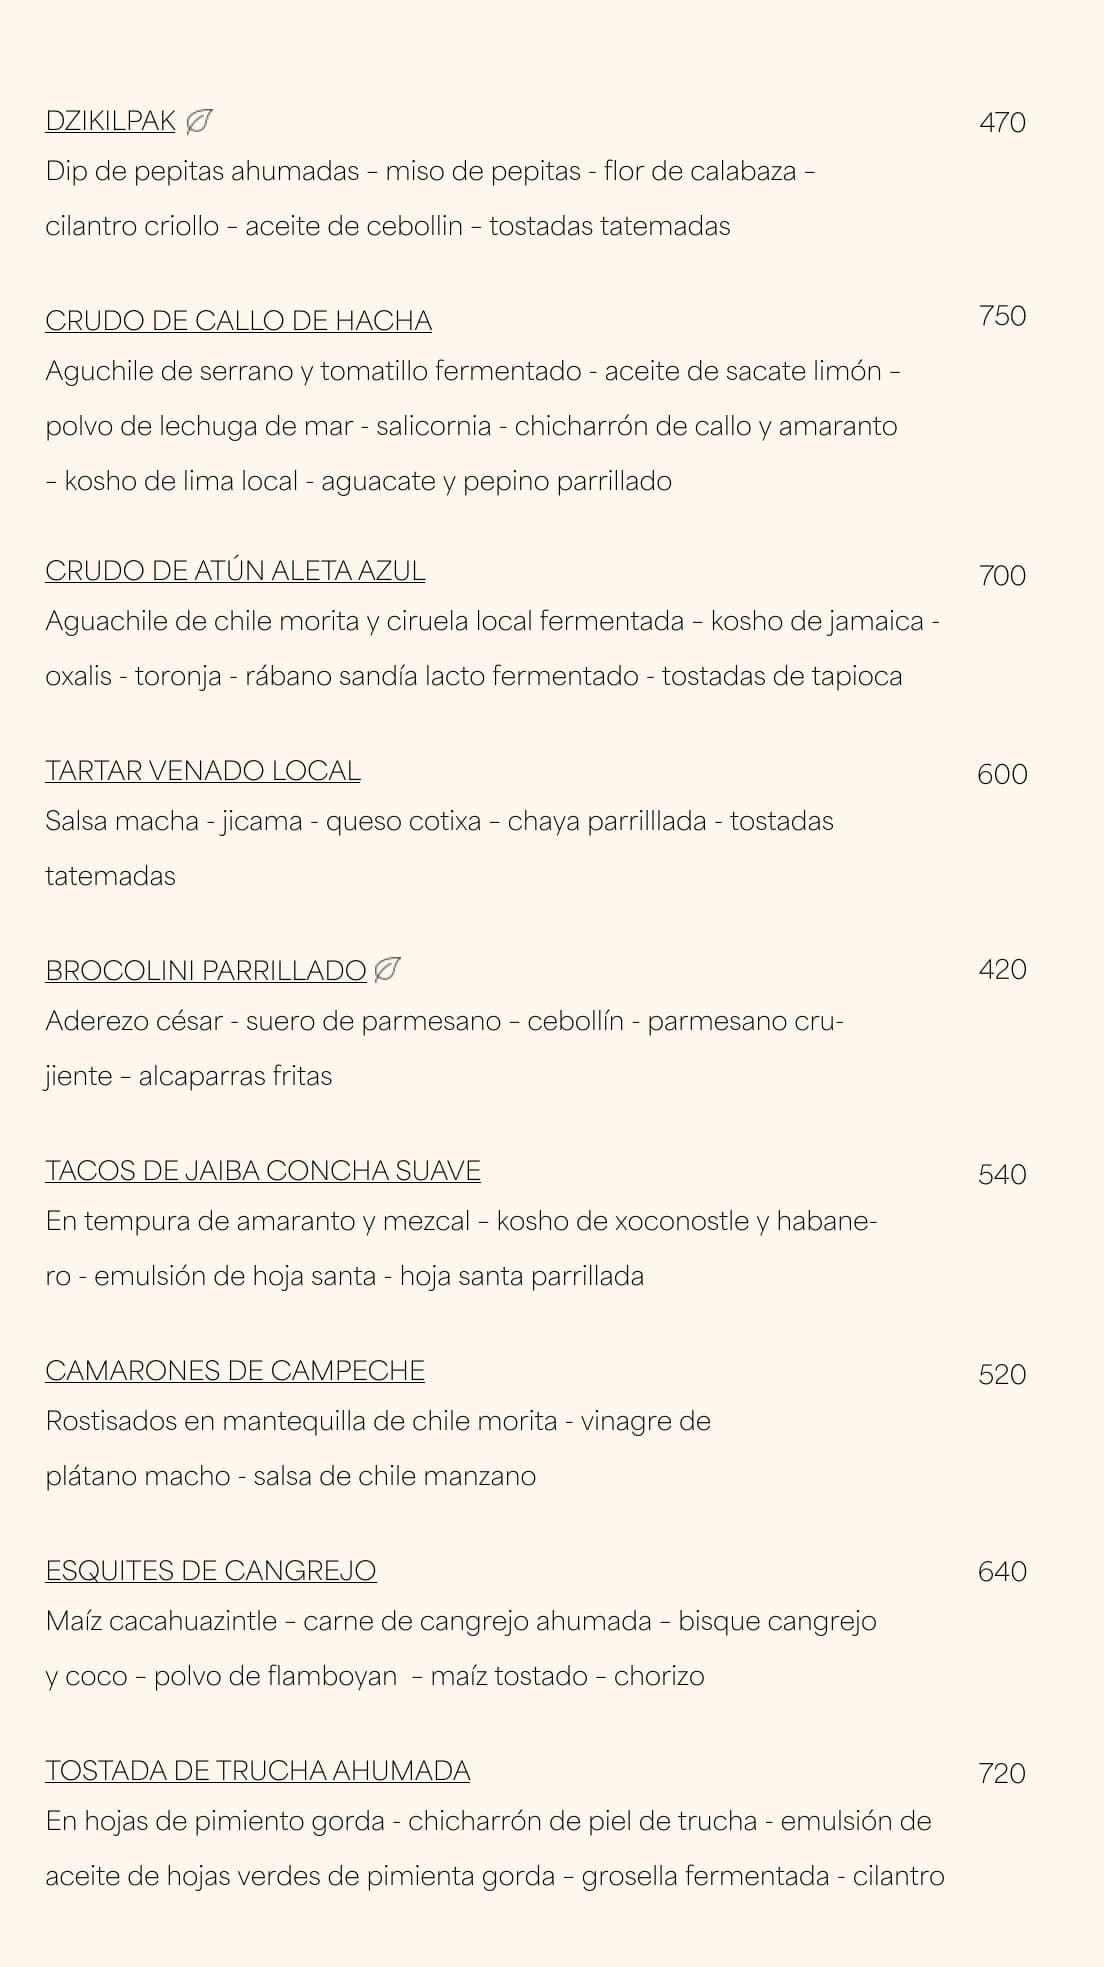 DZIKILPAK 470
Dip de pepitas ahumadas – miso de pepitas - flor de calabaza –
cilantro criollo – aceite de cebollin – tostadas tatemadas
CRUDO DE CALLO DE HACHA 750
Aguchile de serrano y tomatillo fermentado - aceite de sacate limón –
polvo de lechuga de mar - salicornia - chicharrón de callo y amaranto
– kosho de lima local - aguacate y pepino parrillado
CRUDO DE ATÚN ALETA AZUL 700
Aguachile de chile morita y ciruela local fermentada – kosho de jamaica -
oxalis - toronja - rábano sandía lacto fermentado - tostadas de tapioca
TARTAR VENADO LOCAL 600
Salsa macha - jicama - queso cotixa – chaya parrilllada - tostadas
tatemadas
BROCOLINI PARRILLADO 420
Aderezo césar - suero de parmesano – cebollín - parmesano cru-
jiente – alcaparras fritas
TACOS DE JAIBA CONCHA SUAVE 540
En tempura de amaranto y mezcal – kosho de xoconostle y habane-
ro - emulsión de hoja santa - hoja santa parrillada
CAMARONES DE CAMPECHE 520
Rostisados en mantequilla de chile morita - vinagre de
plátano macho - salsa de chile manzano
ESQUITES DE CANGREJO 640
Maíz cacahuazintle – carne de cangrejo ahumada – bisque cangrejo
y coco – polvo de flamboyan – maíz tostado – chorizo
TOSTADA DE TRUCHA AHUMADA 720
En hojas de pimiento gorda - chicharrón de piel de trucha - emulsión de
aceite de hojas verdes de pimienta gorda – grosella fermentada - cilantro